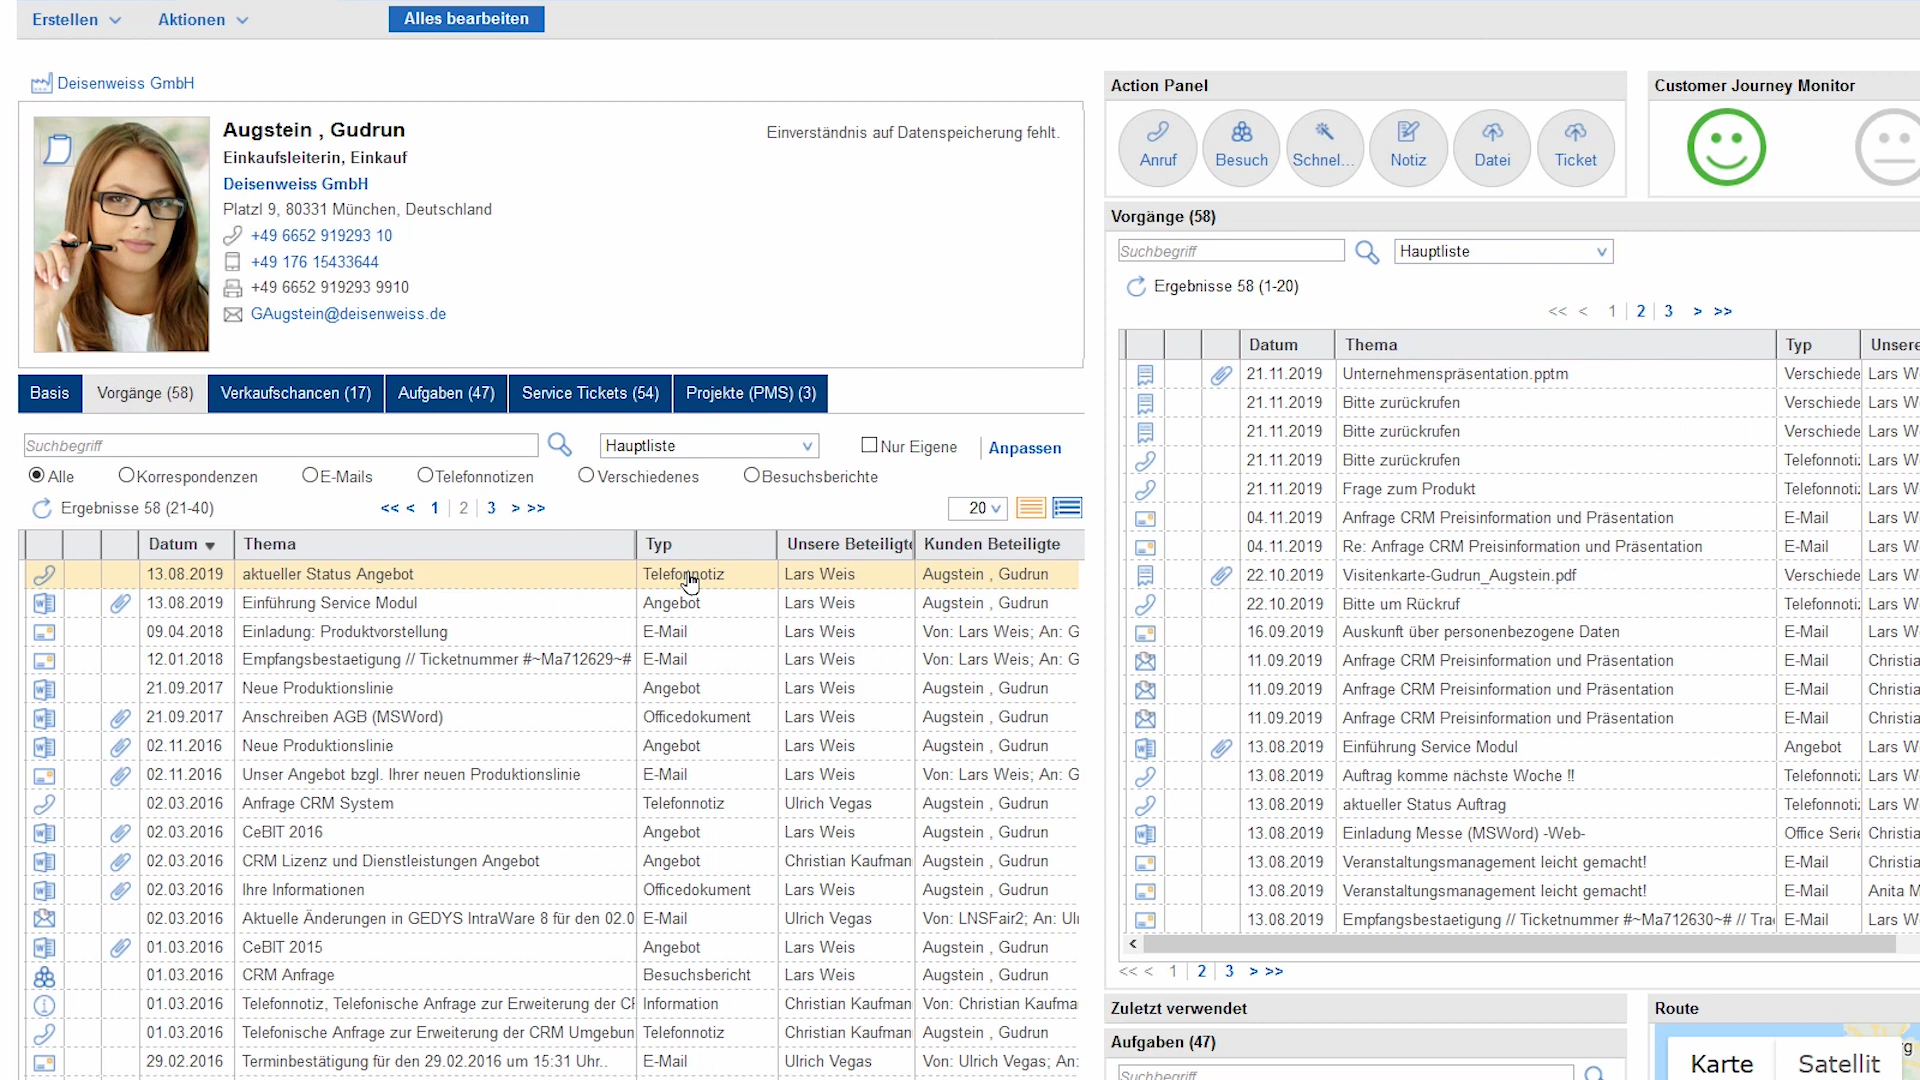 Erstellen
Aktionen
Alles bearbeiten
Deisenweiss GmbH
Augstein , Gudrun
Einverständnis auf Datenspeicherung fehlt.
Einkaufsleiterin, Einkauf
Deisenweiss GmbH
Platzl 9, 80331 München, Deutschland
+49 6652 919293 10
+49 176 15433644
+49 6652 919293 9910
GAugstein@deisenweiss.de
Basis
Vorgänge (58)
Verkaufschancen (17)
Aufgaben (47)
Service Tickets (54)
Projekte (PMS) (3)
Suchbegriff
Hauptliste
Nur Eigene
Anpassen
Alle
Korrespondenzen
E-Mails
Telefonnotizen
Verschiedenes
Besuchsberichte
Ergebnisse 58 (21-40)
<< < 1 | 2 | 3 > >>
20
Datum Thema Typ Unsere Beteiligte Kunden Beteiligte
13.08.2019 aktueller Status Angebot Telefonnotiz Lars Weis Augstein , Gudrun
13.08.2019 Einführung Service Modul Angebot Lars Weis Augstein , Gudrun
09.04.2018 Einladung: Produktvorstellung E-Mail Lars Weis Von: Lars Weis; An: G
12.01.2018 Empfangsbestaetigung // Ticketnummer #~Ma712629~# E-Mail Lars Weis Von: Lars Weis; An: G
21.09.2017 Neue Produktionslinie Angebot Lars Weis Augstein , Gudrun
21.09.2017 Anschreiben AGB (MSWord) Officedokument Lars Weis Augstein , Gudrun
02.11.2016 Neue Produktionslinie Angebot Lars Weis Augstein , Gudrun
02.11.2016 Unser Angebot bzgl. Ihrer neuen Produktionslinie E-Mail Lars Weis Von: Lars Weis; An: G
02.03.2016 Anfrage CRM System Telefonnotiz Ulrich Vegas Augstein , Gudrun
02.03.2016 CeBIT 2016 Angebot Lars Weis Augstein , Gudrun
02.03.2016 CRM Lizenz und Dienstleistungen Angebot Angebot Christian Kaufman Augstein , Gudrun
02.03.2016 Ihre Informationen Officedokument Lars Weis Augstein , Gudrun
02.03.2016 Aktuelle Änderungen in GEDYS IntraWare 8 für den 02.0 E-Mail Ulrich Vegas Von: LNSFair2; An: Ul
01.03.2016 CeBIT 2015 Angebot Lars Weis Augstein , Gudrun
01.03.2016 CRM Anfrage Besuchsbericht Lars Weis Augstein , Gudrun
01.03.2016 Telefonnotiz, Telefonische Anfrage zur Erweiterung der CR Information Christian Kaufman Von: Christian Kaufma
01.03.2016 Telefonische Anfrage zur Erweiterung der CRM Umgebun Telefonnotiz Christian Kaufman Augstein , Gudrun
29.02.2016 Terminbestätigung für den 29.02.2016 um 15:31 Uhr.. E-Mail Ulrich Vegas Von: Ulrich Vegas; An:
Action Panel
Anruf
Besuch
Schnel...
Notiz
Datei
Ticket
Customer Journey Monitor
Vorgänge (58)
Suchbegriff
Hauptliste
Ergebnisse 58 (1-20)
<< < 1 | 2 | 3 > >>
Datum Thema Typ Unsere
21.11.2019 Unternehmenspräsentation.pptm Verschiede Lars W
21.11.2019 Bitte zurückrufen Verschiede Lars W
21.11.2019 Bitte zurückrufen Verschiede Lars W
21.11.2019 Bitte zurückrufen Telefonnotiz Lars W
21.11.2019 Frage zum Produkt Telefonnotiz Lars W
04.11.2019 Anfrage CRM Preisinformation und Präsentation E-Mail Lars W
04.11.2019 Re: Anfrage CRM Preisinformation und Präsentation E-Mail Lars W
22.10.2019 Visitenkarte-Gudrun_Augstein.pdf Verschiede Lars W
22.10.2019 Bitte um Rückruf Telefonnotiz Lars W
16.09.2019 Auskunft über personenbezogene Daten E-Mail Lars W
11.09.2019 Anfrage CRM Preisinformation und Präsentation E-Mail Christia
11.09.2019 Anfrage CRM Preisinformation und Präsentation E-Mail Christia
11.09.2019 Anfrage CRM Preisinformation und Präsentation E-Mail Christia
13.08.2019 Einführung Service Modul Angebot Lars W
13.08.2019 Auftrag komme nächste Woche !! Telefonnotiz Lars W
13.08.2019 aktueller Status Auftrag Telefonnotiz Lars W
13.08.2019 Einladung Messe (MSWord) -Web- Office Serie Christia
13.08.2019 Veranstaltungsmanagement leicht gemacht! E-Mail Christia
13.08.2019 Veranstaltungsmanagement leicht gemacht! E-Mail Anita M
13.08.2019 Empfangsbestaetigung // Ticketnummer #~Ma712630~# // Tra E-Mail Lars W
<< < 1 | 2 | 3 > >>
Zuletzt verwendet
Aufgaben (47)
Suchbegriff
Route
Karte
Satellit